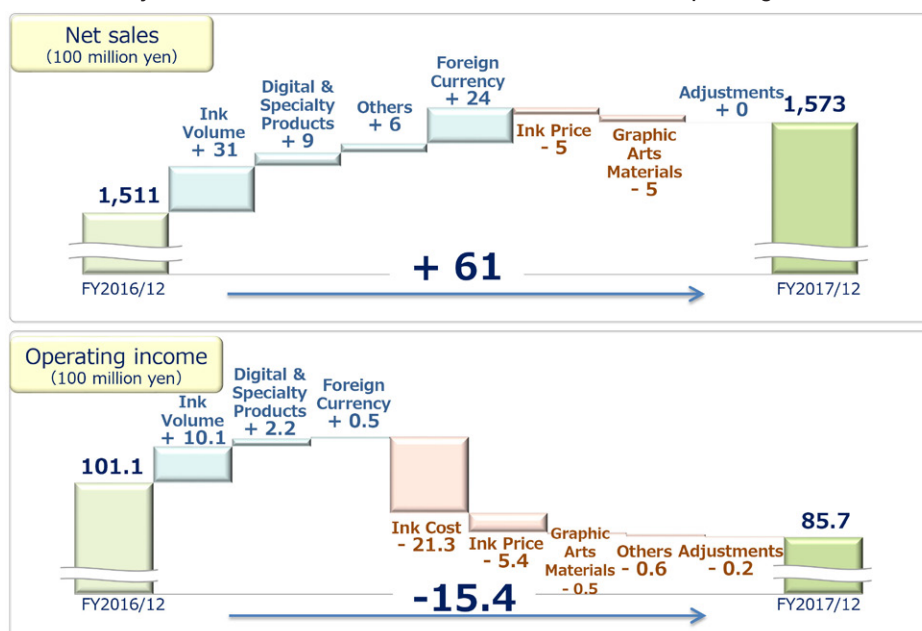 Net sales
(100 million yen)
Ink
Volume
+ 31
Digital &
Specialty
Products
+ 9
Others
+ 6
Foreign
Currency
+ 24
Ink Price
- 5
Graphic
Arts
Materials
- 5
Adjustments
+ 0
1,573
1,511
+ 61
FY2016/12
FY2017/12
Operating income
(100 million yen)
Ink
Volume
+ 10.1
Digital &
Specialty
Products
+ 2.2
Foreign
Currency
+ 0.5
101.1
Ink Cost
- 21.3
Ink Price
- 5.4
Graphic
Arts
Materials - 0.5
Others
- 0.6
Adjustments
- 0.2
85.7
-15.4
FY2016/12
FY2017/12